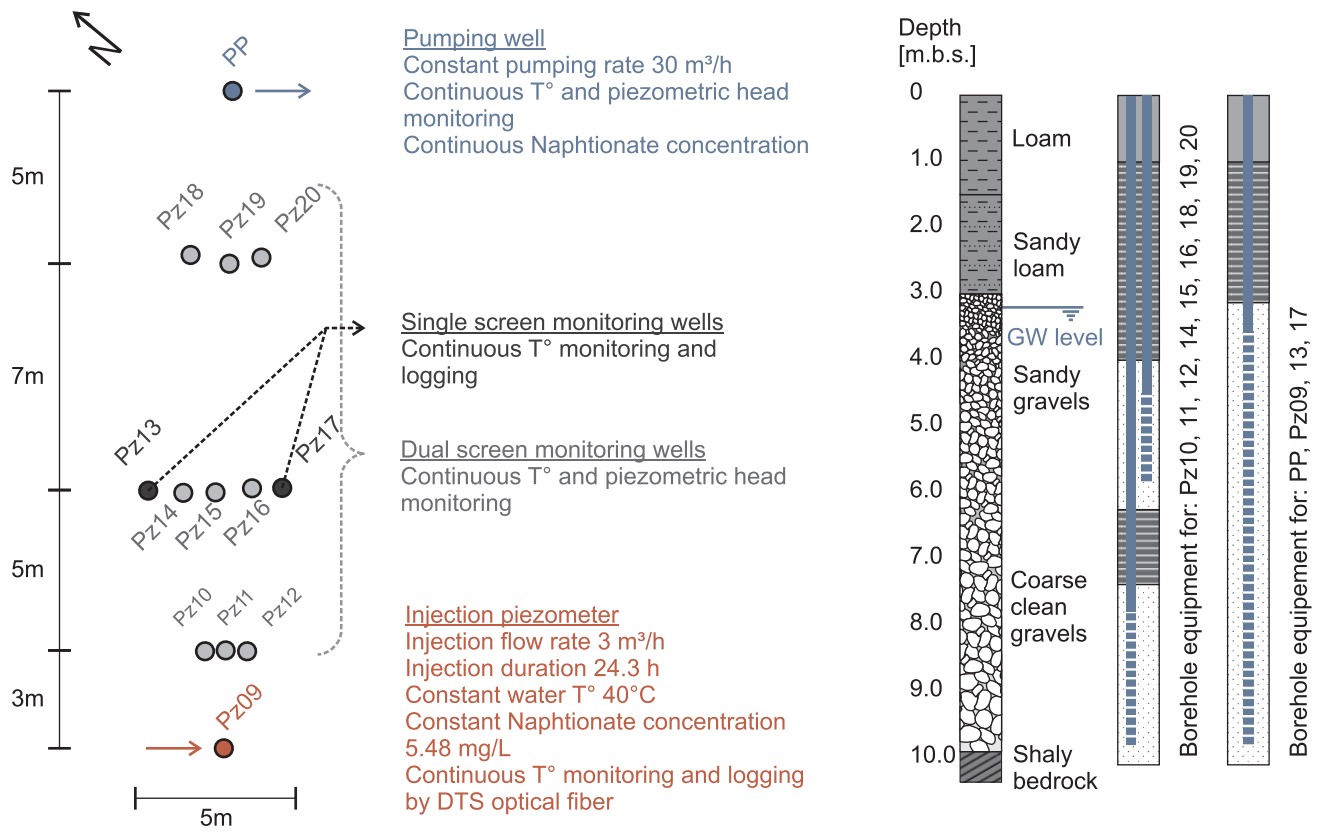 N
PP
5m
7m
5m
3m
5m
Pz18
Pz19
Pz20
Pz13
Pz17
Pz14
Pz15
Pz16
Pz10
Pz11
Pz12
Pz09
Pumping well
Constant pumping rate 30 m³/h
Continuous T° and piezometric head
monitoring
Continuous Naphtionate concentration
Single screen monitoring wells
Continuous T° monitoring and
logging
Dual screen monitoring wells
Continuous T° and piezometric head
monitoring
Injection piezometer
Injection flow rate 3 m³/h
Injection duration 24.3 h
Constant water T° 40°C
Constant Naphtionate concentration
5.48 mg/L
Continuous T° monitoring and logging
by DTS optical fiber
Depth
[m.b.s.]
0
1.0
2.0
3.0
4.0
5.0
6.0
7.0
8.0
9.0
10.0
Loam
Sandy
loam
GW level
Sandy
gravels
Coarse
clean
gravels
Shaly
bedrock
Borehole equipment for: Pz10, 11, 12, 14, 15, 16, 18, 19, 20
Borehole equipement for: PP, Pz09, 13, 17